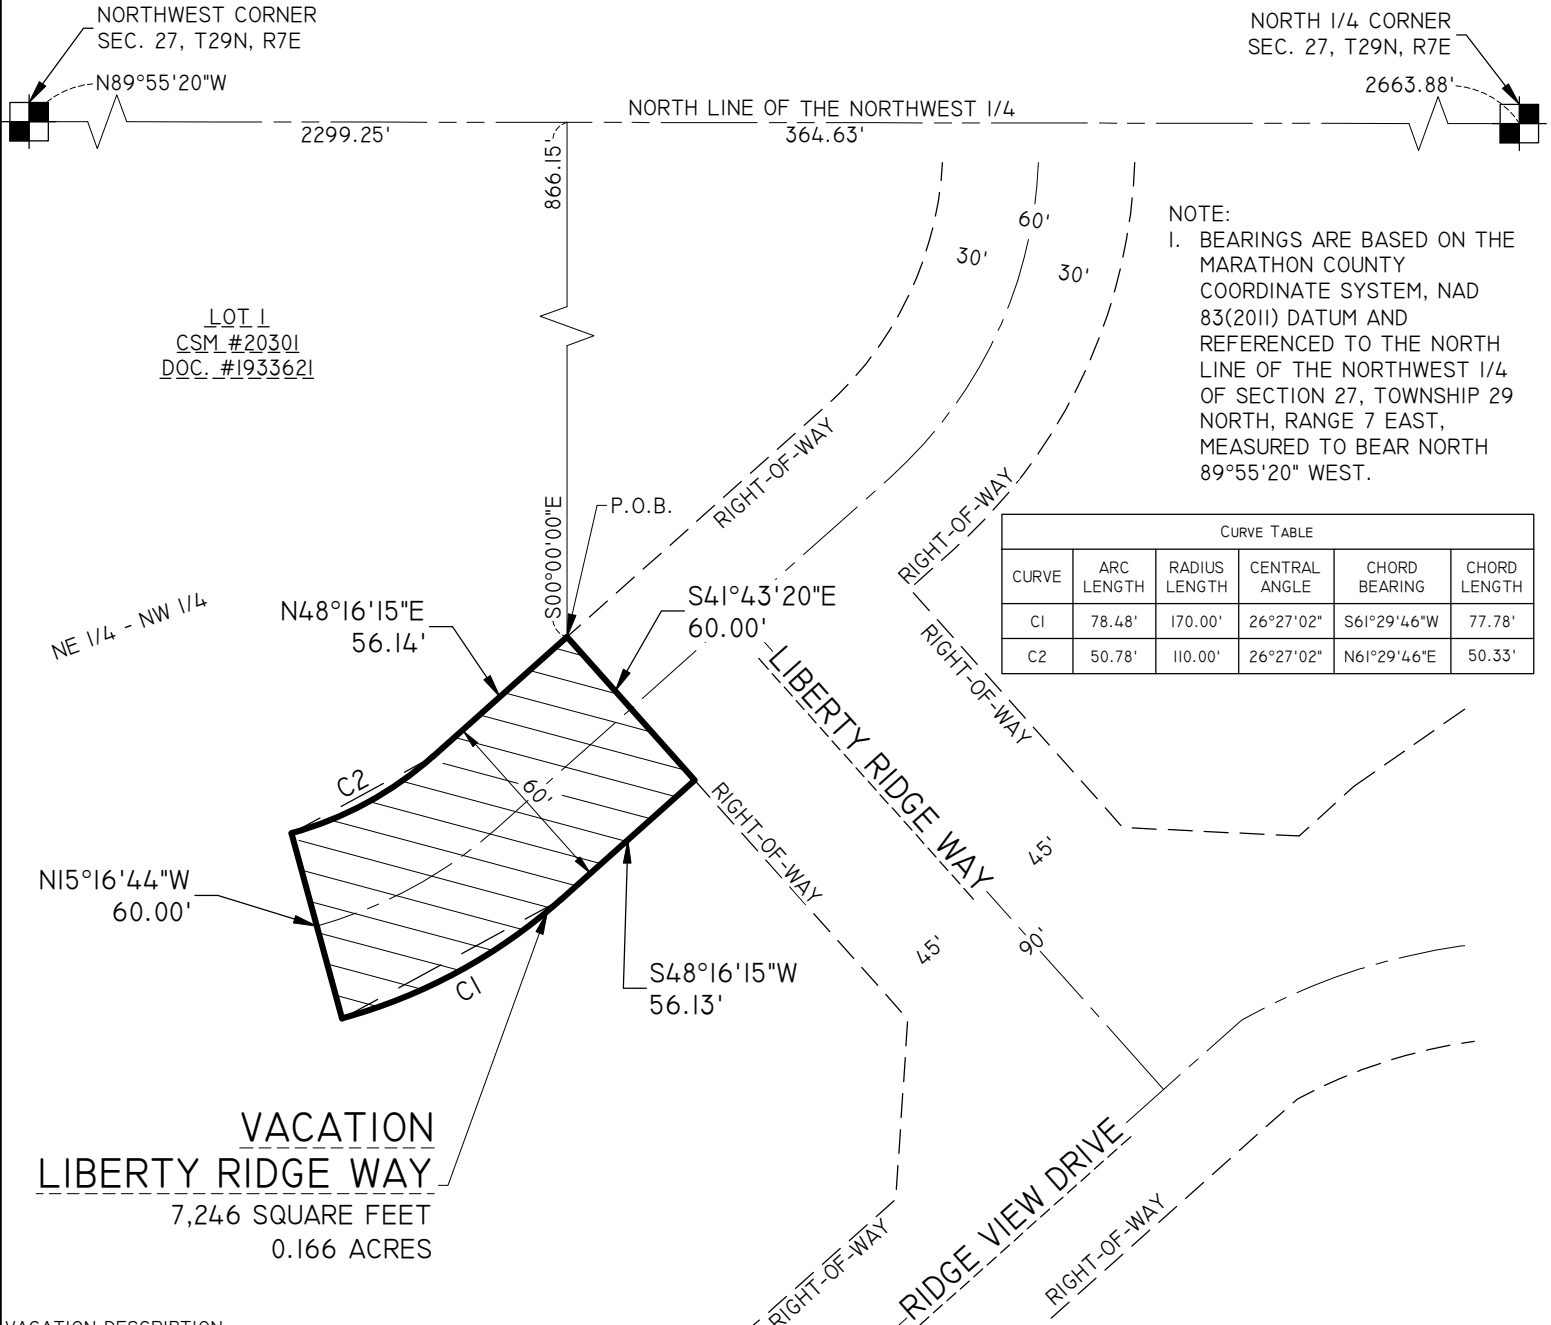 NORTHWEST CORNER
SEC. 27, T29N, R7E
N89°55'20"W
NORTH 1/4 CORNER
SEC. 27, T29N, R7E
2663.88'
NORTH LINE OF THE NORTHWEST 1/4
2299.25'
364.63'
866.15'
S00°00'00"E
60'
30'
30'
NOTE:
1. BEARINGS ARE BASED ON THE
MARATHON COUNTY
COORDINATE SYSTEM, NAD
83(2011) DATUM AND
REFERENCED TO THE NORTH
LINE OF THE NORTHWEST 1/4
OF SECTION 27, TOWNSHIP 29
NORTH, RANGE 7 EAST,
MEASURED TO BEAR NORTH
89°55'20" WEST.
LOT 1
CSM #20301
DOC. #1933621
RIGHT-OF-WAY
RIGHT-OF-WAY
P.O.B.
CURVE TABLE
CURVE ARC LENGTH RADIUS LENGTH CENTRAL ANGLE CHORD BEARING CHORD LENGTH
C1 78.48' 170.00' 26°27'02" S61°29'46"W 77.78'
C2 50.78' 110.00' 26°27'02" N61°29'46"E 50.33'
NE 1/4 - NW 1/4
N48°16'15"E
56.14'
S41°43'20"E
60.00'
RIGHT-OF-WAY
LIBERTY RIDGE WAY
C2
60'
RIGHT-OF-WAY
45'
45'
90'
N15°16'44"W
60.00'
C1
S48°16'15"W
56.13'
VACATION
LIBERTY RIDGE WAY
7,246 SQUARE FEET
0.166 ACRES
RIGHT-OF-WAY
RIDGE VIEW DRIVE
RIGHT-OF-WAY
VACATION DESCRIPTION